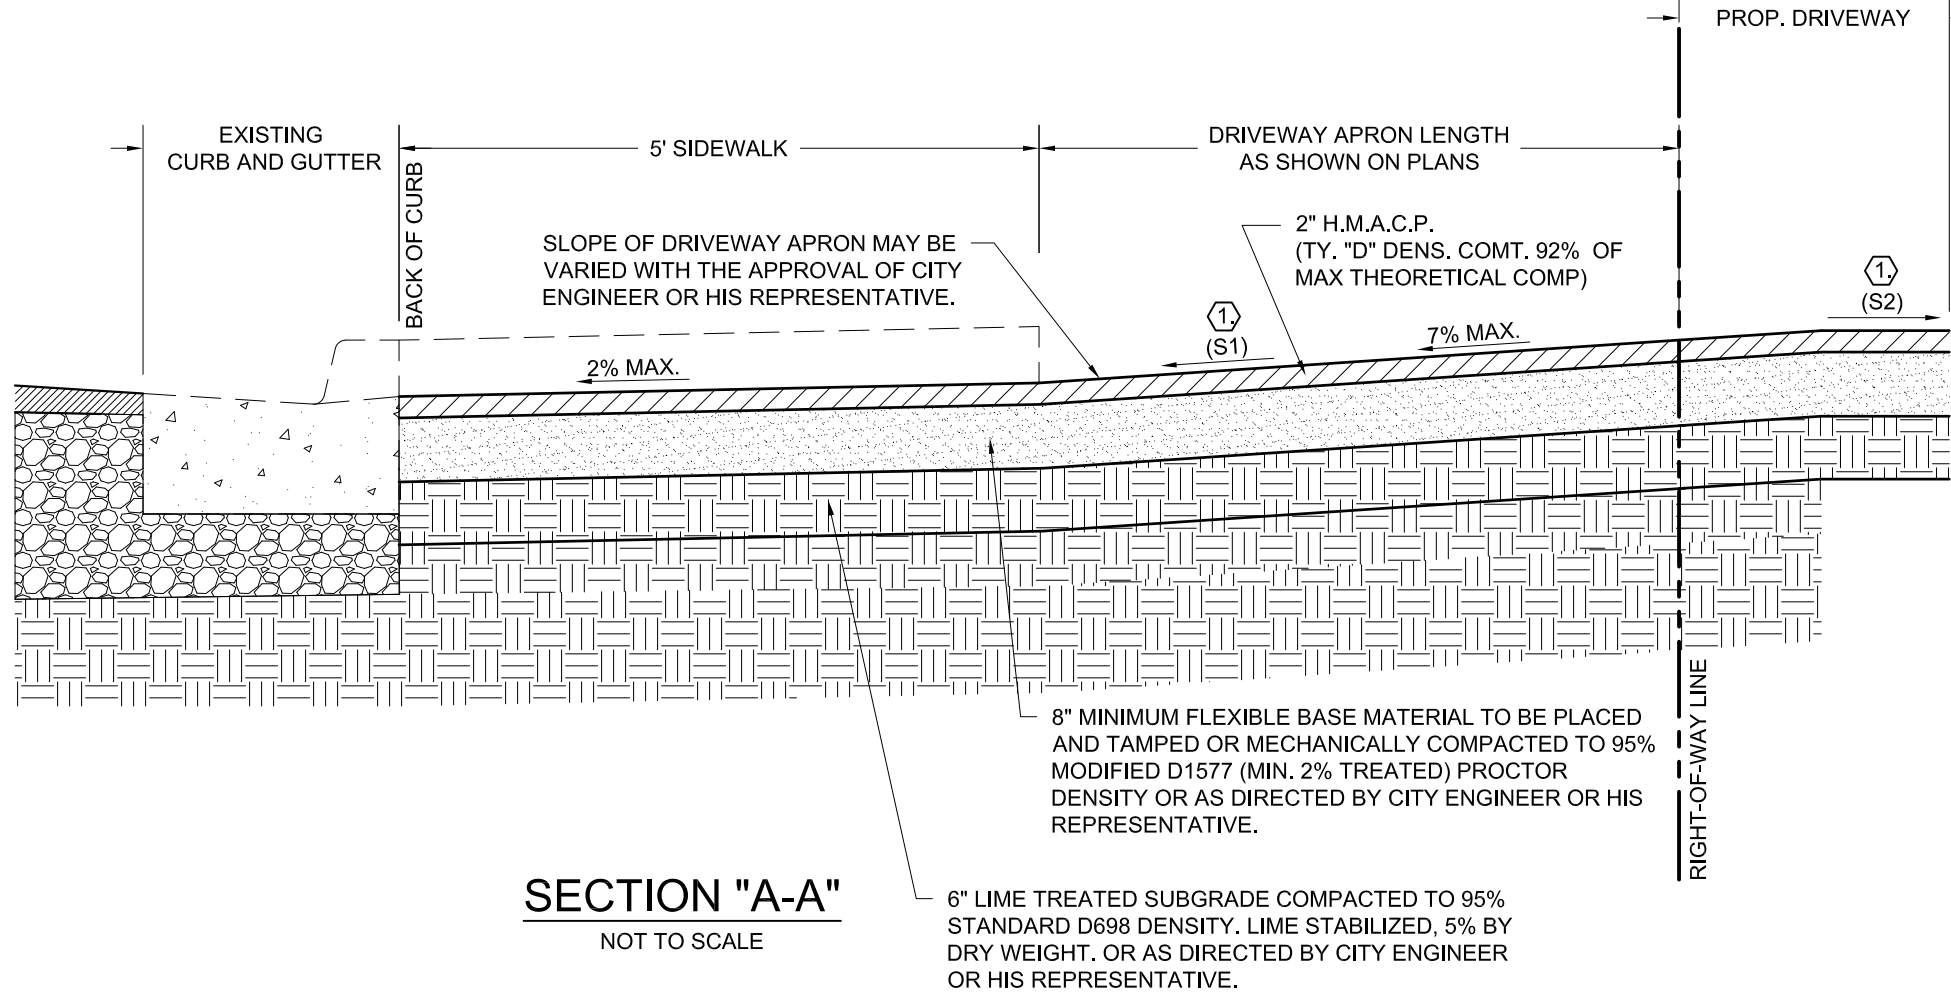 PROP. DRIVEWAY
EXISTING
CURB AND GUTTER
5' SIDEWALK
DRIVEWAY APRON LENGTH
AS SHOWN ON PLANS
BACK OF CURB
SLOPE OF DRIVEWAY APRON MAY BE
VARIED WITH THE APPROVAL OF CITY
ENGINEER OR HIS REPRESENTATIVE.
2" H.M.A.C.P.
(TY. "D" DENS. COMT. 92% OF
MAX THEORETICAL COMP)
1.
(S2)
1.
(S1)
7% MAX.
2% MAX.
8" MINIMUM FLEXIBLE BASE MATERIAL TO BE PLACED
AND TAMPED OR MECHANICALLY COMPACTED TO 95%
MODIFIED D1577 (MIN. 2% TREATED) PROCTOR
DENSITY OR AS DIRECTED BY CITY ENGINEER OR HIS
REPRESENTATIVE.
RIGHT-OF-WAY LINE
SECTION "A-A"
NOT TO SCALE
6" LIME TREATED SUBGRADE COMPACTED TO 95%
STANDARD D698 DENSITY. LIME STABILIZED, 5% BY
DRY WEIGHT. OR AS DIRECTED BY CITY ENGINEER
OR HIS REPRESENTATIVE.